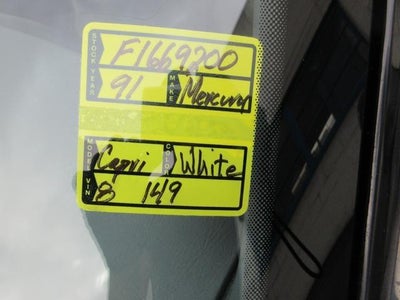 STOCK F1669200
YEAR 91 MAKE Mercury
MODEL Capri COLOR White
VIN 8 149